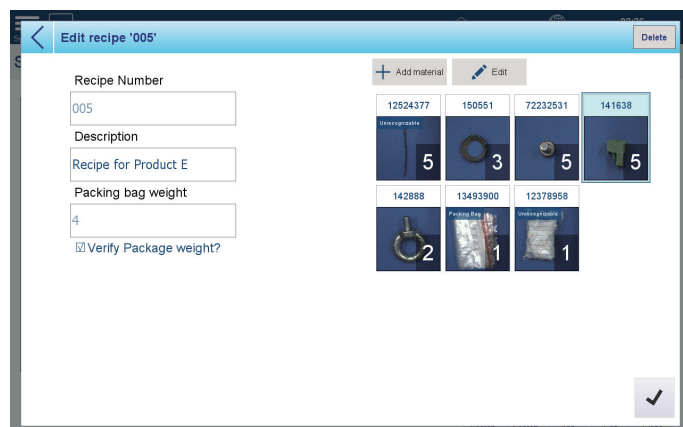 Edit recipe '005'
Delete
Recipe Number
005
Description
Recipe for Product E
Packing bag weight
4
Verify Package weight?
Add material
Edit
12524377
150551
72232531
141638
Unrecognizable
5
3
5
5
142888
13493900
12378958
Packing Bag
Unrecognizable
2
1
1